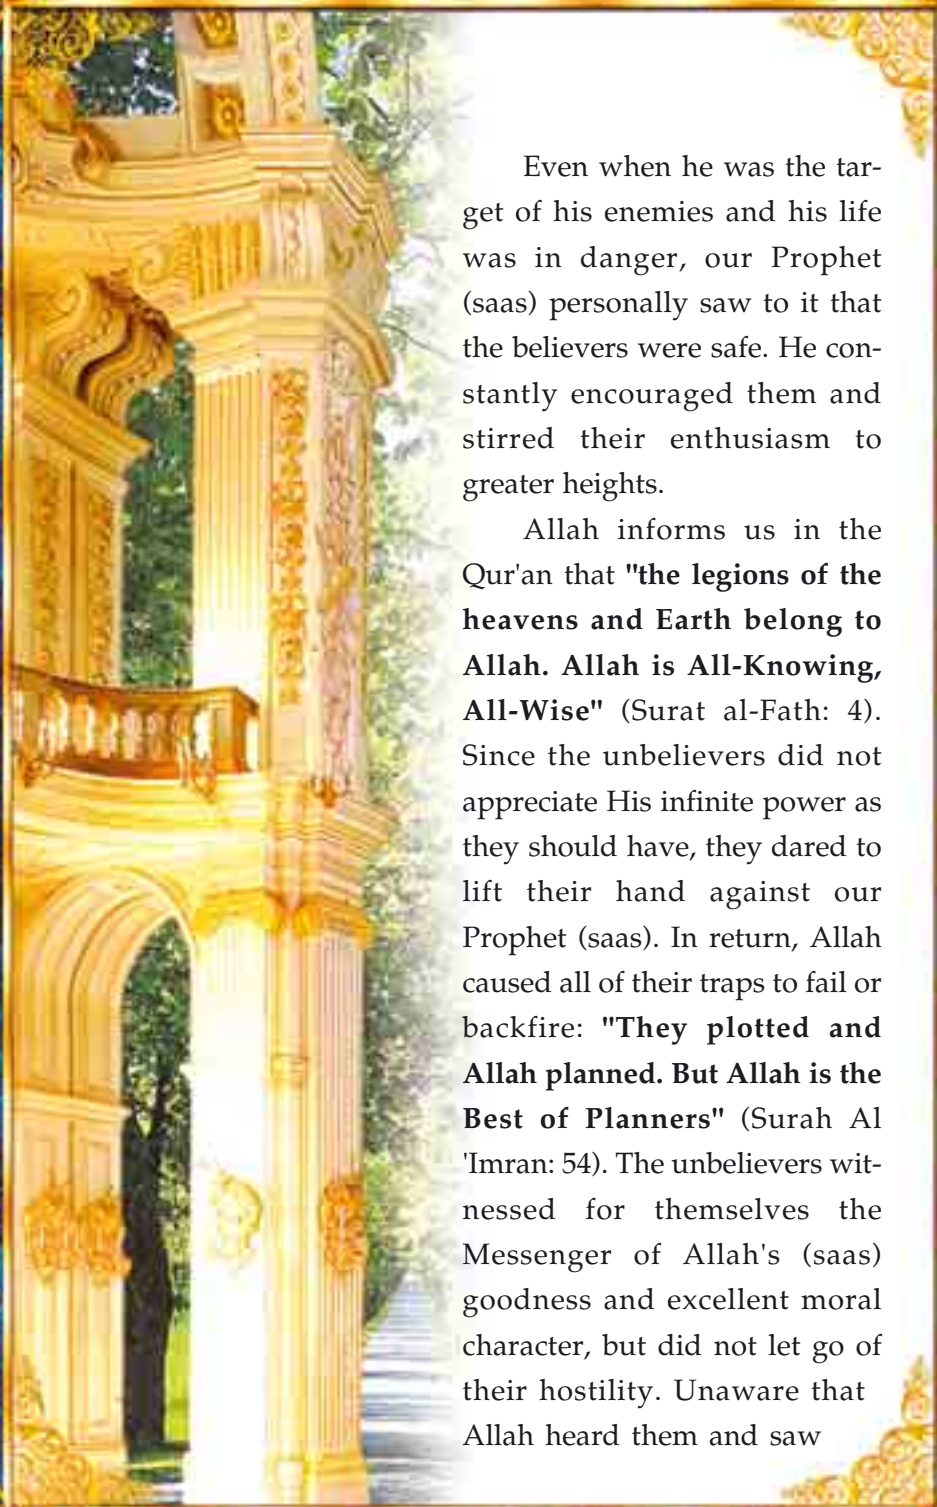 Even when he was the tar-
get of his enemies and his life
was in danger, our Prophet
(saas) personally saw to it that
the believers were safe. He con-
stantly encouraged them and
stirred their enthusiasm to
greater heights.
Allah informs us in the
Qur'an that "the legions of the
heavens and Earth belong to
Allah. Allah is All-Knowing,
All-Wise" (Surat al-Fath: 4).
Since the unbelievers did not
appreciate His infinite power as
they should have, they dared to
lift their hand against our
Prophet (saas). In return, Allah
caused all of their traps to fail or
backfire: "They plotted and
Allah planned. But Allah is the
Best of Planners" (Surah Al
'Imran: 54). The unbelievers wit-
nessed for themselves the
Messenger of Allah's (saas)
goodness and excellent moral
character, but did not let go of
their hostility. Unaware that
Allah heard them and saw